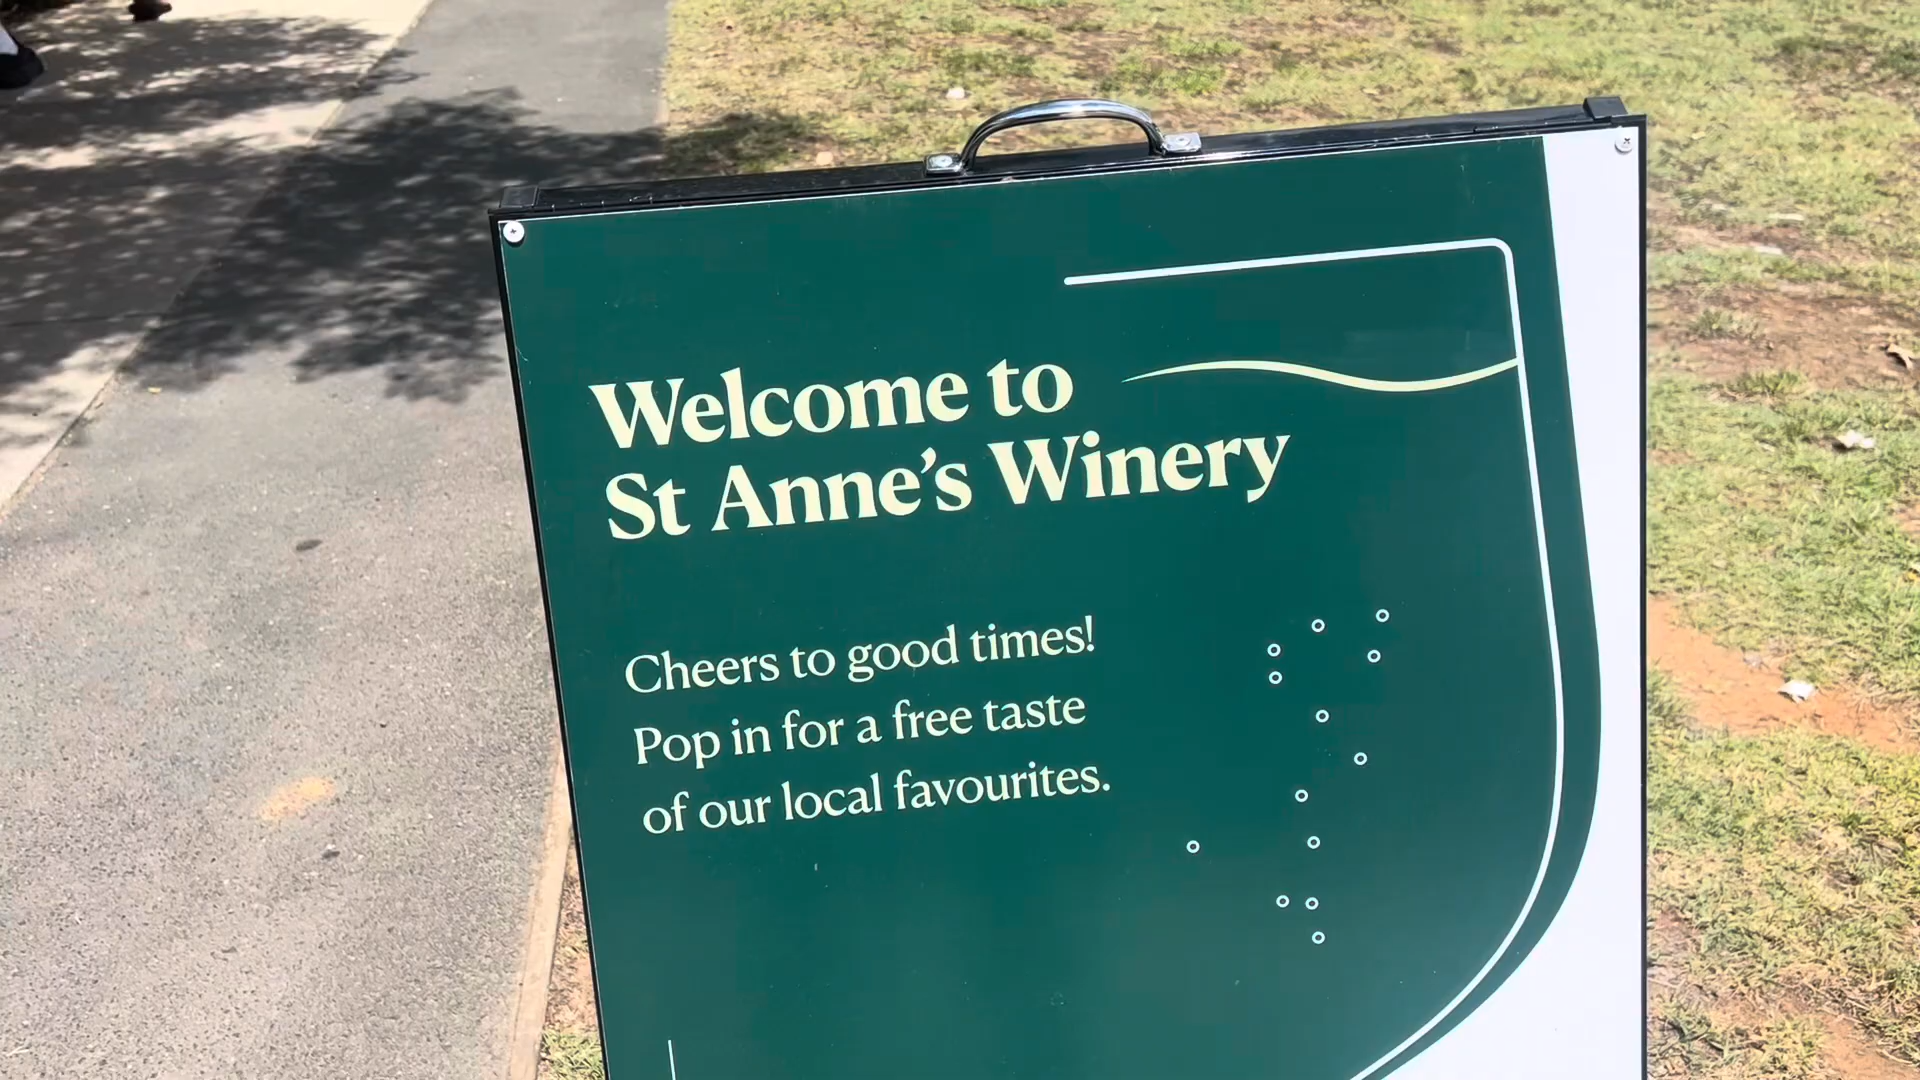 Welcome to
St Anne’s Winery
Cheers to good times!
Pop in for a free taste
of our local favourites.